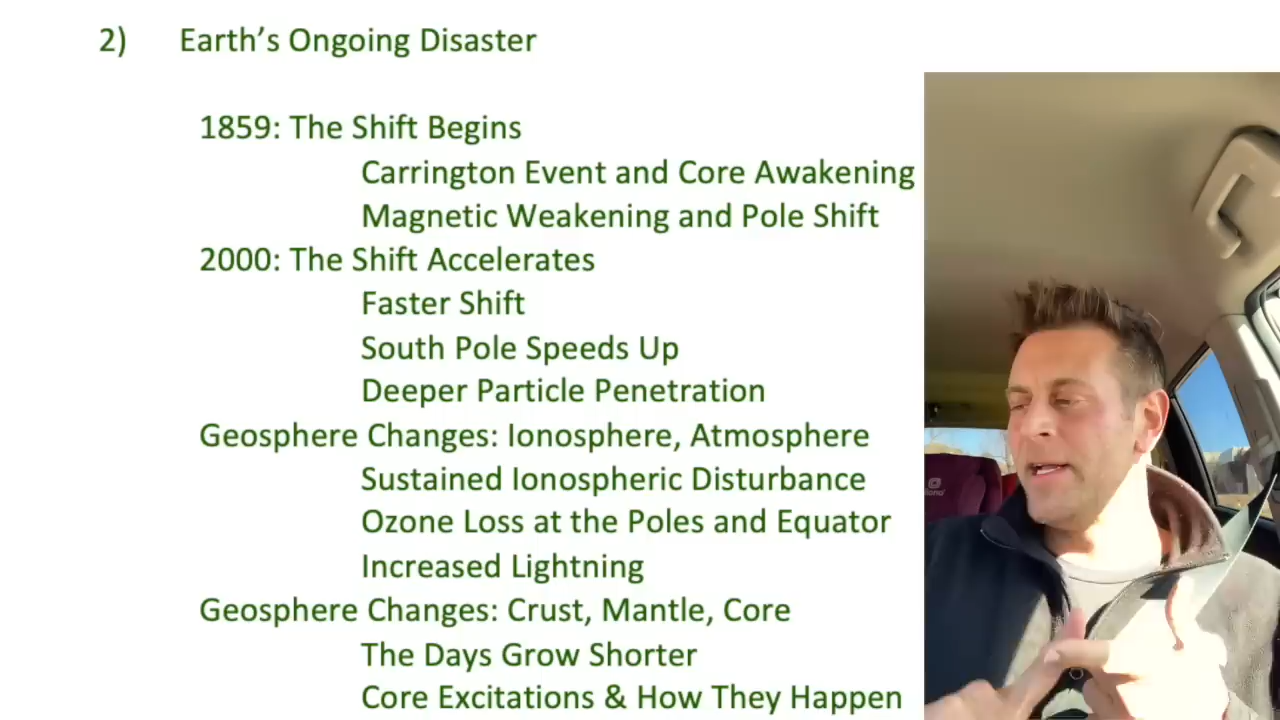 2) Earth's Ongoing Disaster
1859: The Shift Begins
Carrington Event and Core Awakening
Magnetic Weakening and Pole Shift
2000: The Shift Accelerates
Faster Shift
South Pole Speeds Up
Deeper Particle Penetration
Geosphere Changes: Ionosphere, Atmosphere
Sustained Ionospheric Disturbance
Ozone Loss at the Poles and Equator
Increased Lightning
Geosphere Changes: Crust, Mantle, Core
The Days Grow Shorter
Core Excitations & How They Happen